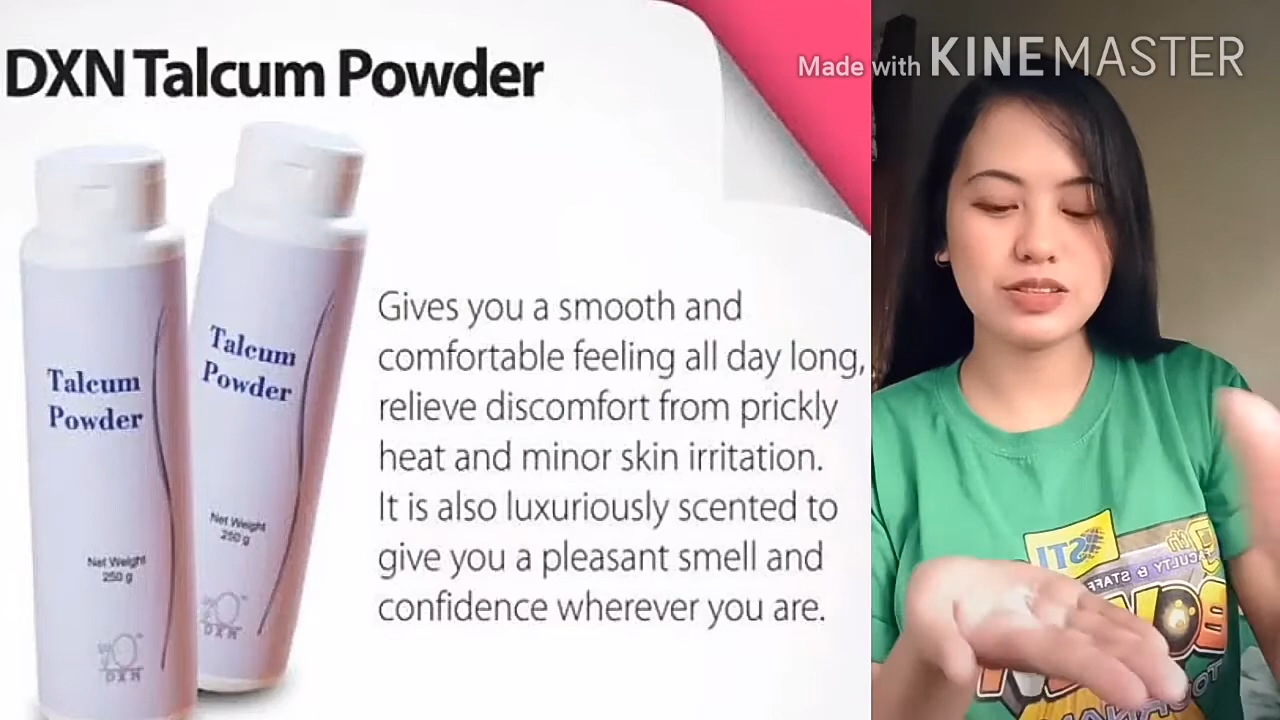 DXN Talcum Powder
Made with KINEMASTER
Talcum
Powder
Net Weight
250 g
DXN
Talcum
Powder
Net Weight
250 g
DXN
Gives you a smooth and
comfortable feeling all day long,
relieve discomfort from prickly
heat and minor skin irritation.
It is also luxuriously scented to
give you a pleasant smell and
confidence wherever you are.
STI
FACULTY & STAFF